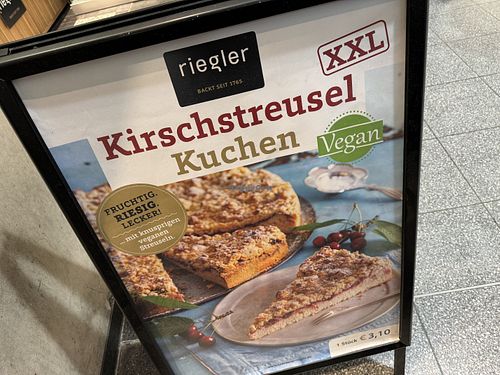 riegler
BACKT SEIT 1765
XXL
Kirschstreusel
Kuchen
Vegan
FRUCHTIG.
RIESIG.
LECKER!
... mit knusprigen
veganen
Streuseln
1 Stück € 3,10